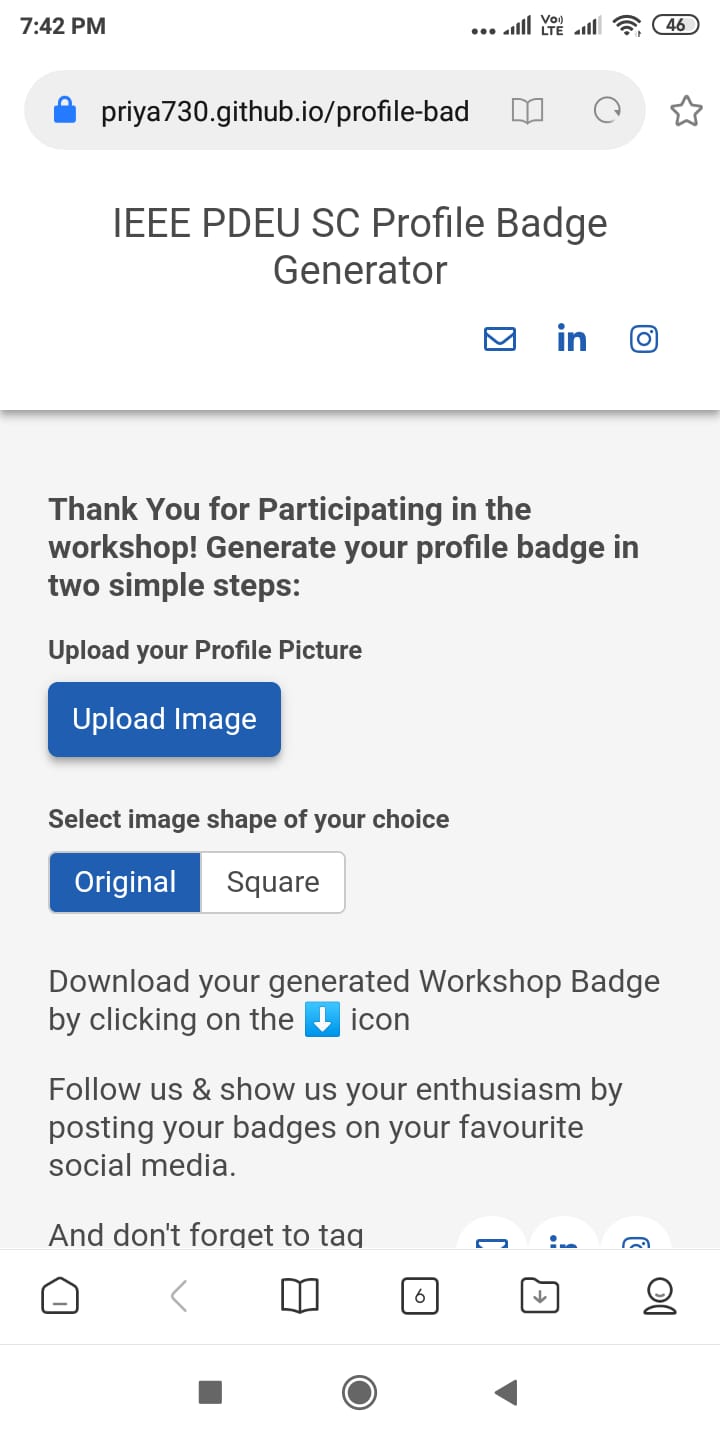 7:42 PM
Vo)) LTE
46
priya730.github.io/profile-bad
IEEE PDEU SC Profile Badge
Generator
in
Thank You for Participating in the
workshop! Generate your profile badge in
two simple steps:
Upload your Profile Picture
Upload Image
Select image shape of your choice
Original Square
Download your generated Workshop Badge
by clicking on the ⬇️ icon
Follow us & show us your enthusiasm by
posting your badges on your favourite
social media.
And don't forget to tag
in
6